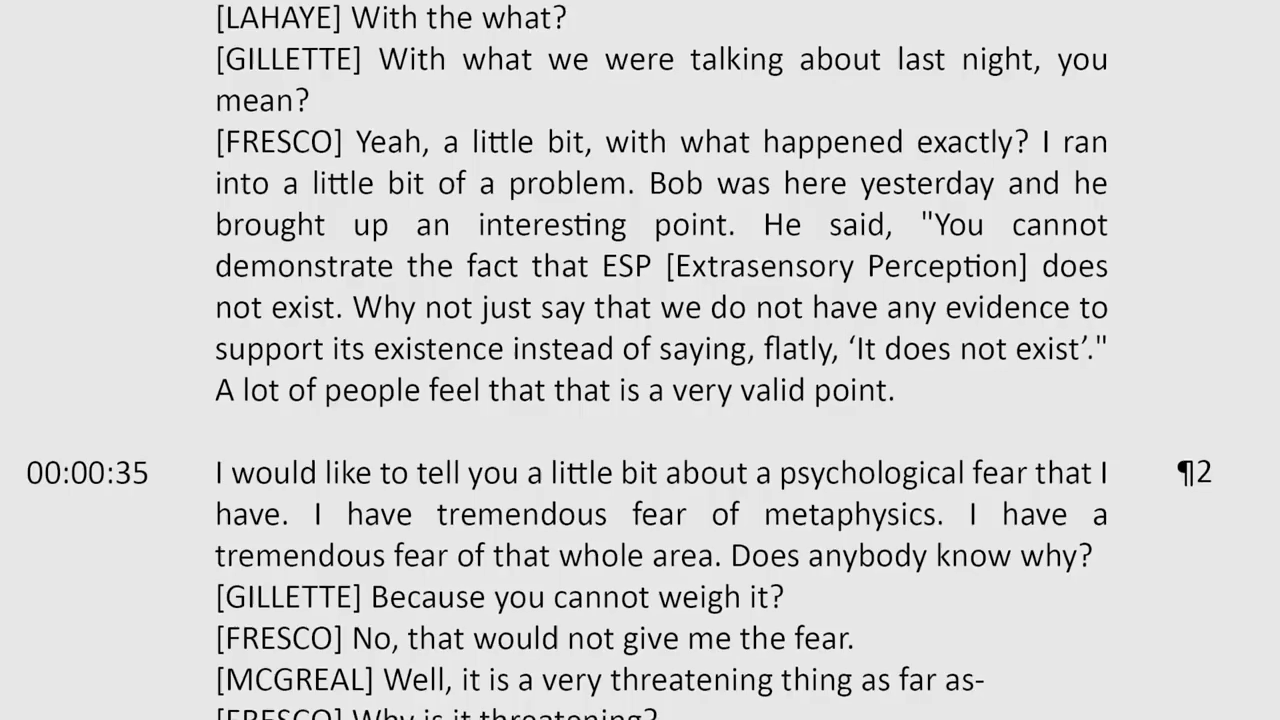 [LAHAYE] With the what?
[GILLETTE] With what we were talking about last night, you
mean?
[FRESCO] Yeah, a little bit, with what happened exactly? I ran
into a little bit of a problem. Bob was here yesterday and he
brought up an interesting point. He said, "You cannot
demonstrate the fact that ESP [Extrasensory Perception] does
not exist. Why not just say that we do not have any evidence to
support its existence instead of saying, flatly, ‘It does not exist’."
A lot of people feel that that is a very valid point.
00:00:35 I would like to tell you a little bit about a psychological fear that I ¶2
have. I have tremendous fear of metaphysics. I have a
tremendous fear of that whole area. Does anybody know why?
[GILLETTE] Because you cannot weigh it?
[FRESCO] No, that would not give me the fear.
[MCGREAL] Well, it is a very threatening thing as far as-
[FRESCO] Why is it threatening?